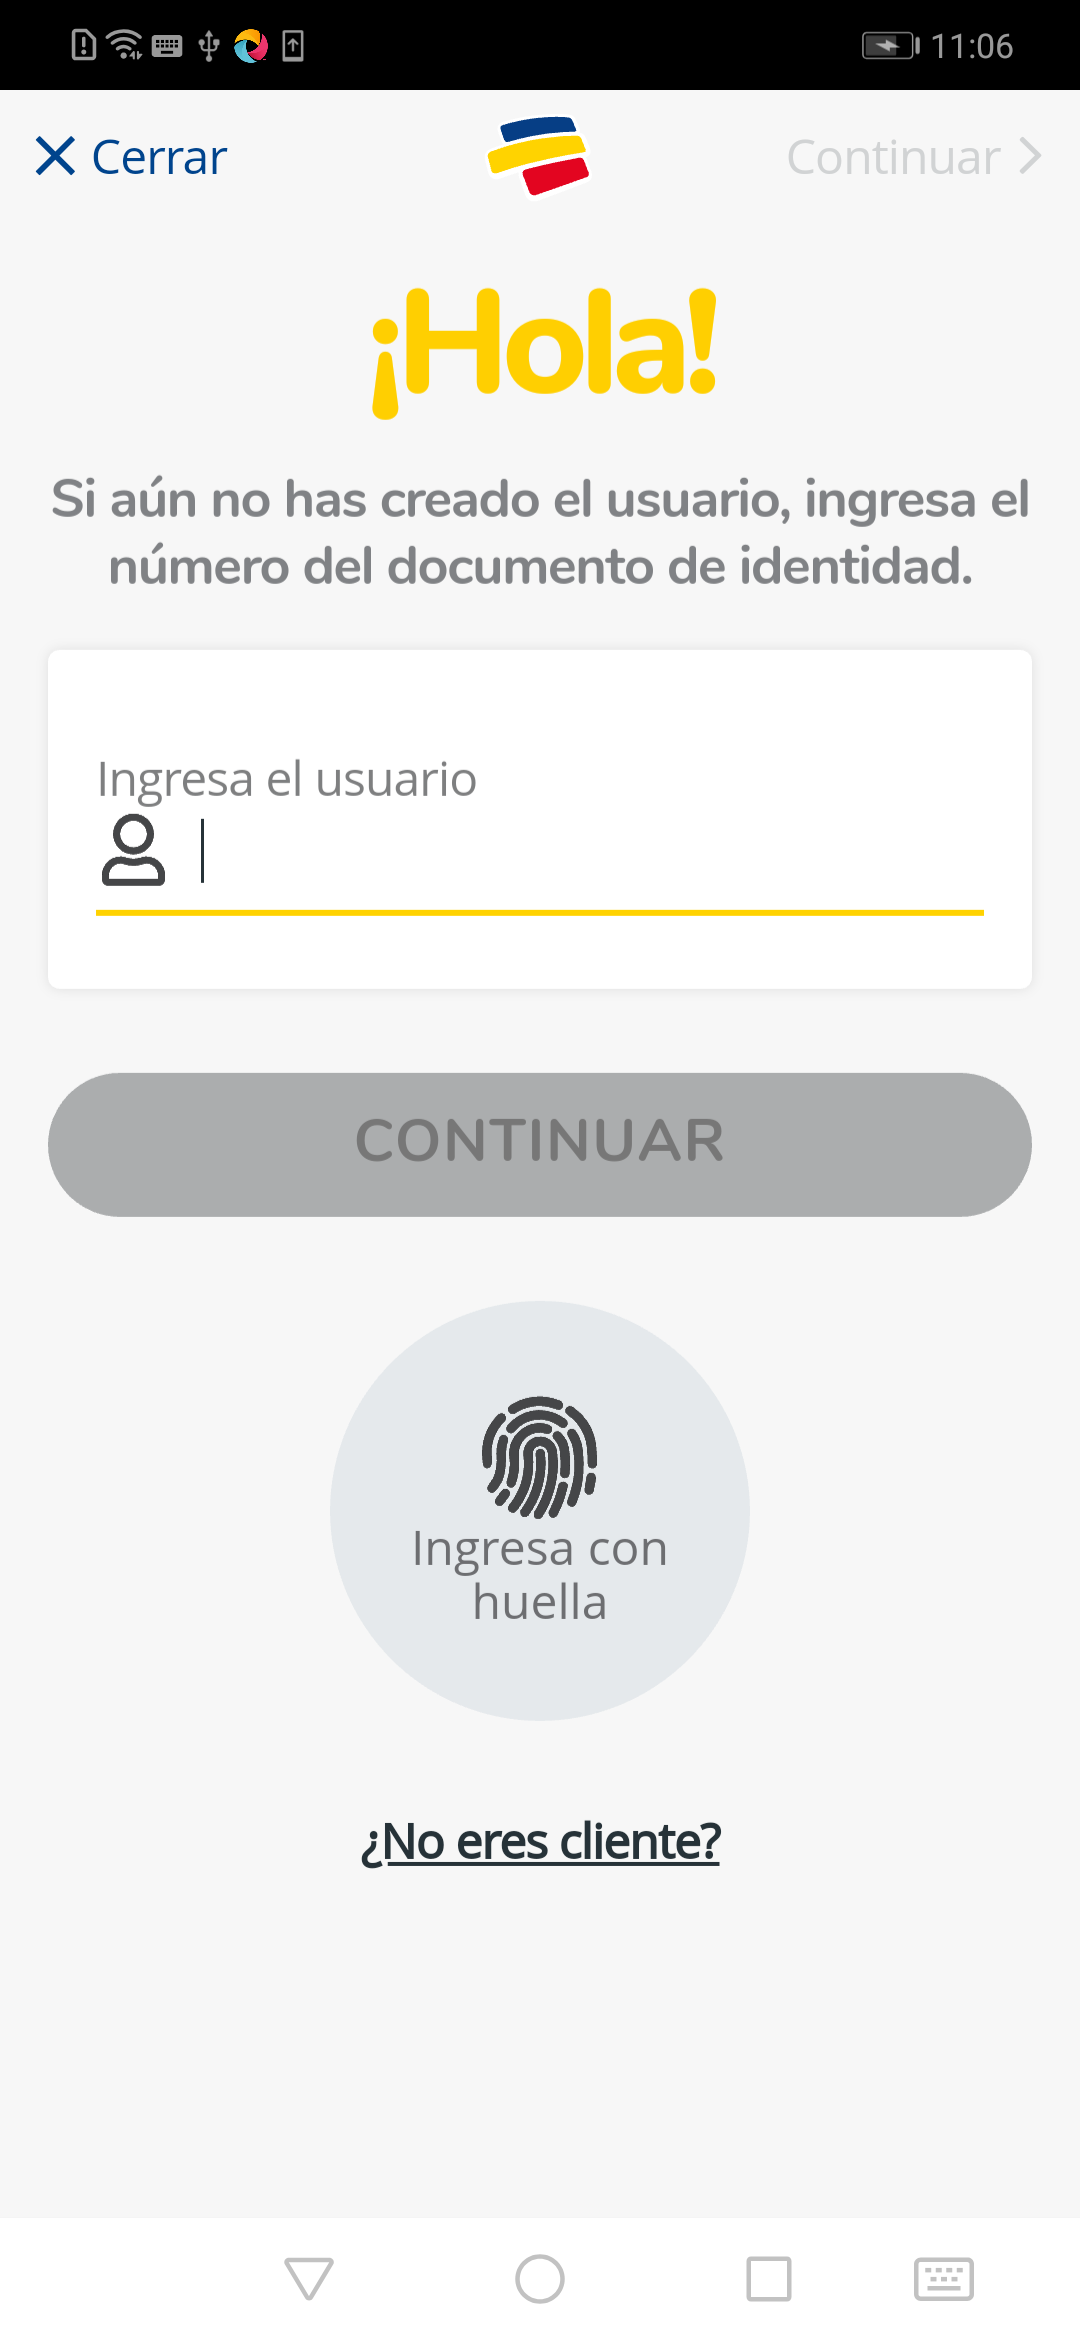 11:06
Cerrar
Continuar
¡Hola!
Si aún no has creado el usuario, ingresa el
número del documento de identidad.
Ingresa el usuario
CONTINUAR
Ingresa con
huella
¿No eres cliente?